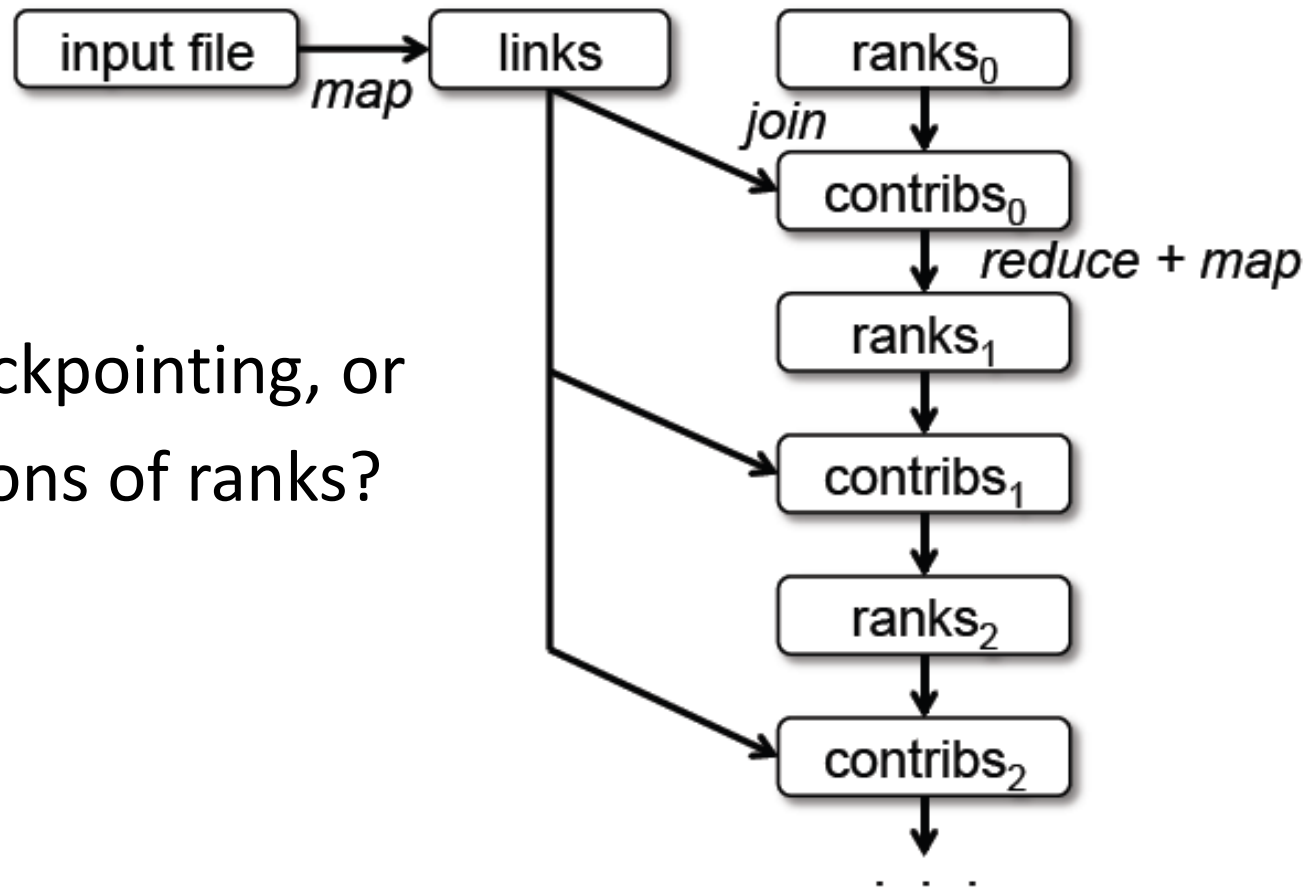 input file
map
links
ranks₀
join
contribs₀
reduce + map
ranks₁
ckpointing, or
contribs₁
ons of ranks?
ranks₂
contribs₂
. . .